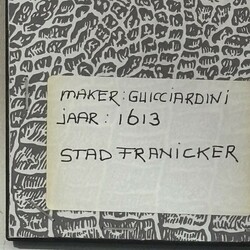 MAKER: GUICCIARDINI
JAAR: 1613
STAD FRANICKER